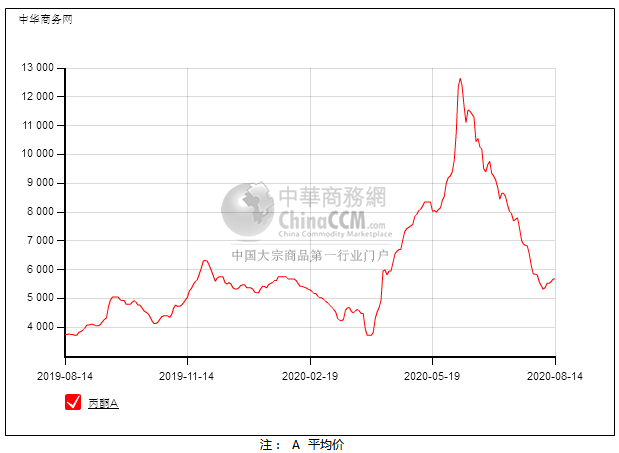 中华商务网
13 000
12 000
11 000
10 000
9 000
8 000
7 000
6 000
5 000
4 000
中華商務網
ChinaCCM.com
China Commodity Marketplace
中国大宗商品第一行业门户
2019-08-14 2019-11-14 2020-02-19 2020-05-19 2020-08-14
丙酮A
注： A 平均价